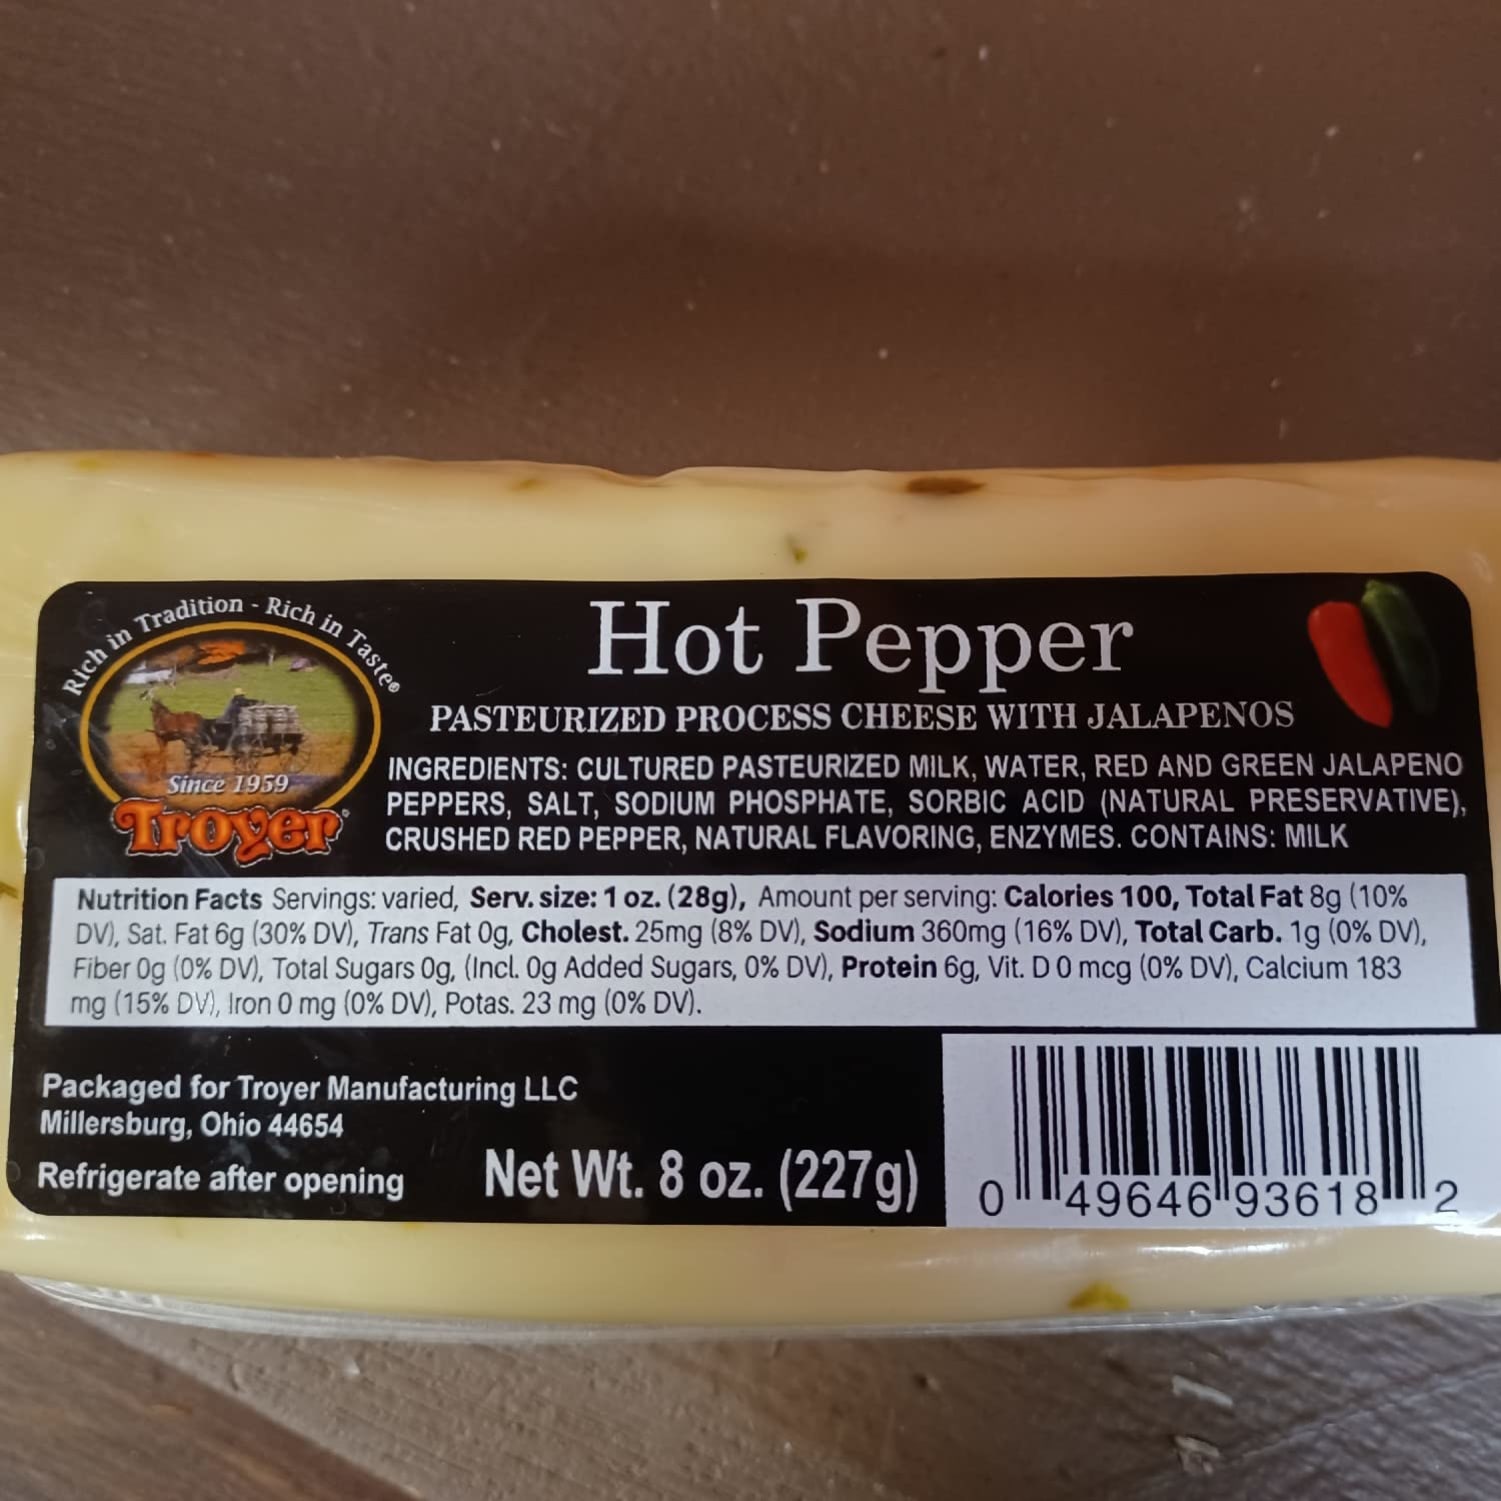 Rich in Tradition - Rich in Taste®
Since 1959
Troyer®
Hot Pepper
PASTEURIZED PROCESS CHEESE WITH JALAPENOS
INGREDIENTS: CULTURED PASTEURIZED MILK, WATER, RED AND GREEN JALAPENO
PEPPERS, SALT, SODIUM PHOSPHATE, SORBIC ACID (NATURAL PRESERVATIVE),
CRUSHED RED PEPPER, NATURAL FLAVORING, ENZYMES. CONTAINS: MILK
Nutrition Facts Servings: varied, Serv. size: 1 oz. (28g), Amount per serving: Calories 100, Total Fat 8g (10%
DV), Sat. Fat 6g (30% DV), Trans Fat 0g, Cholest. 25mg (8% DV), Sodium 360mg (16% DV), Total Carb. 1g (0% DV),
Fiber 0g (0% DV), Total Sugars 0g, (Incl. 0g Added Sugars, 0% DV), Protein 6g, Vit. D 0 mcg (0% DV), Calcium 183
mg (15% DV), Iron 0 mg (0% DV), Potas. 23 mg (0% DV).
Packaged for Troyer Manufacturing LLC
Millersburg, Ohio 44654
Refrigerate after opening
Net Wt. 8 oz. (227g)
0 49646 93618 2